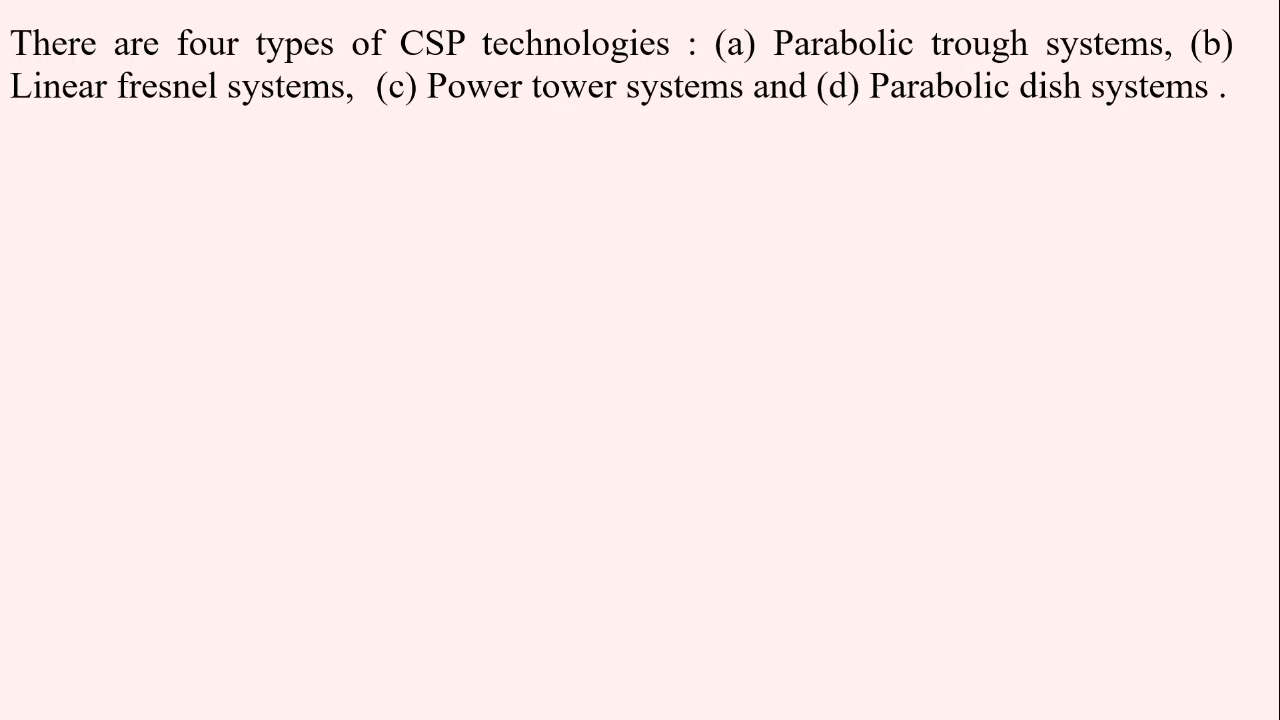 There are four types of CSP technologies : (a) Parabolic trough systems, (b)
Linear fresnel systems, (c) Power tower systems and (d) Parabolic dish systems .